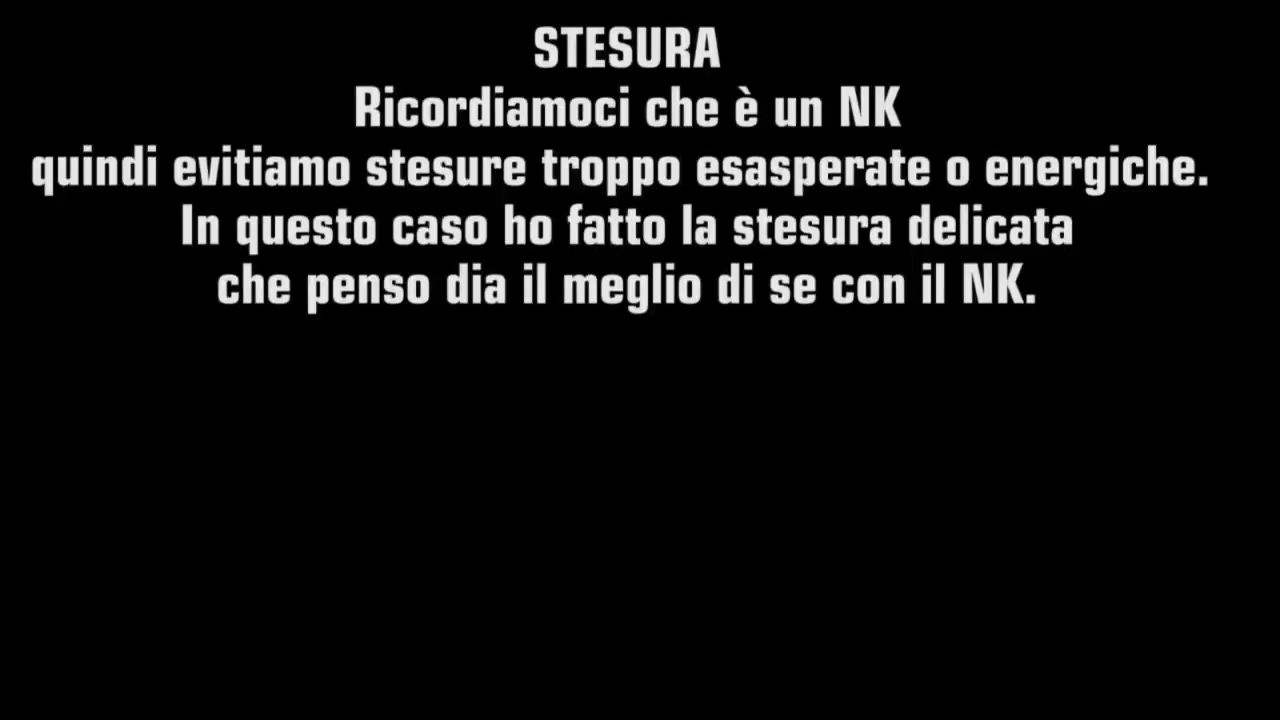 STESURA
Ricordiamoci che è un NK
quindi evitiamo stesure troppo esasperate o energiche.
In questo caso ho fatto la stesura delicata
che penso dia il meglio di se con il NK.